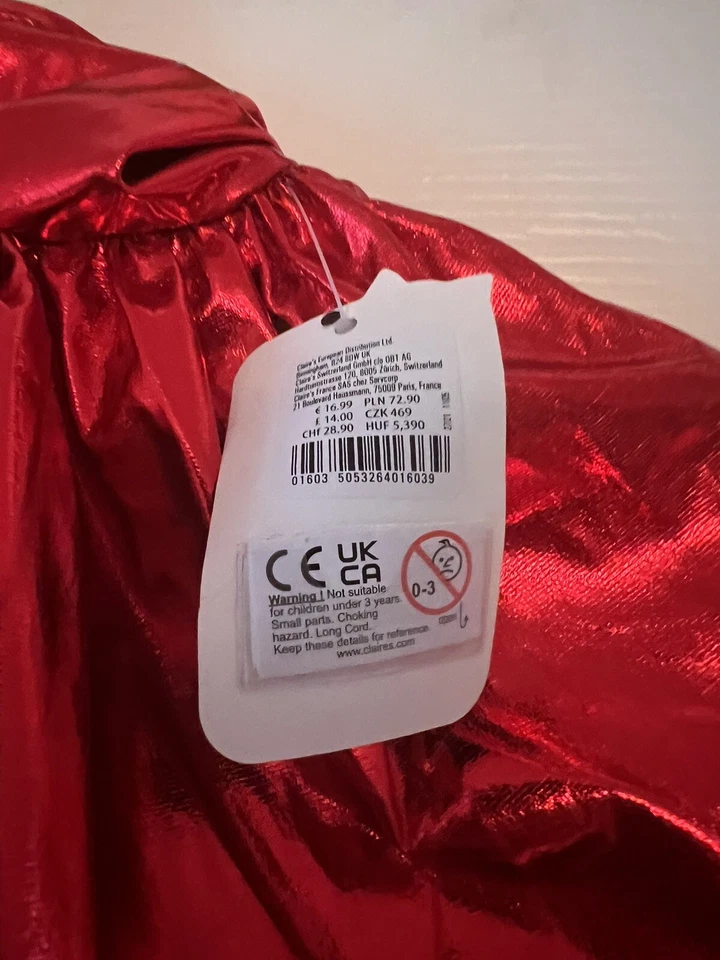 Claire's European Distribution Ltd.
Birmingham, B24 8DW UK
Claire's Switzerland GmbH c/o OBT AG
Hardturmstrasse 120, 8005 Zürich, Switzerland
Claire's France SAS chez Servcorp
21 Boulevard Haussmann, 75009 Paris, France
€ 16.99 PLN 72.90
£ 14.00 CZK 469
CHf 28.90 HUF 5,390
01603 5053264016039
CE UK
CA
0-3
Warning ! Not suitable
for children under 3 years.
Small parts. Choking
hazard. Long Cord.
Keep these details for reference.
www.claires.com